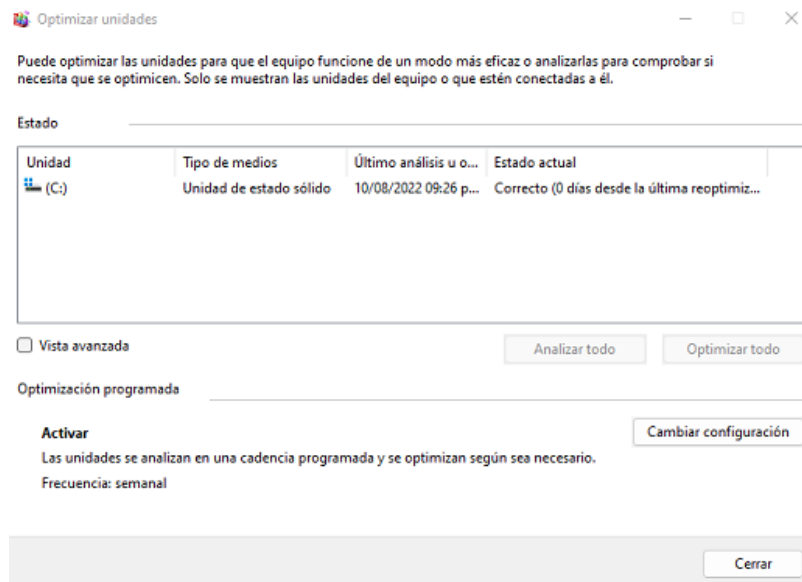 Optimizar unidades
Puede optimizar las unidades para que el equipo funcione de un modo más eficaz o analizarlas para comprobar si
necesita que se optimicen. Solo se muestran las unidades del equipo o que estén conectadas a él.
Estado
Unidad Tipo de medios Último análisis u o... Estado actual
(C:) Unidad de estado sólido 10/08/2022 09:26 p... Correcto (0 días desde la última reoptimiz...
Vista avanzada Analizar todo Optimizar todo
Optimización programada
Activar Cambiar configuración
Las unidades se analizan en una cadencia programada y se optimizan según sea necesario.
Frecuencia: semanal
Cerrar